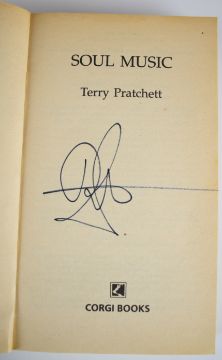 SOUL MUSIC
Terry Pratchett
CORGI BOOKS